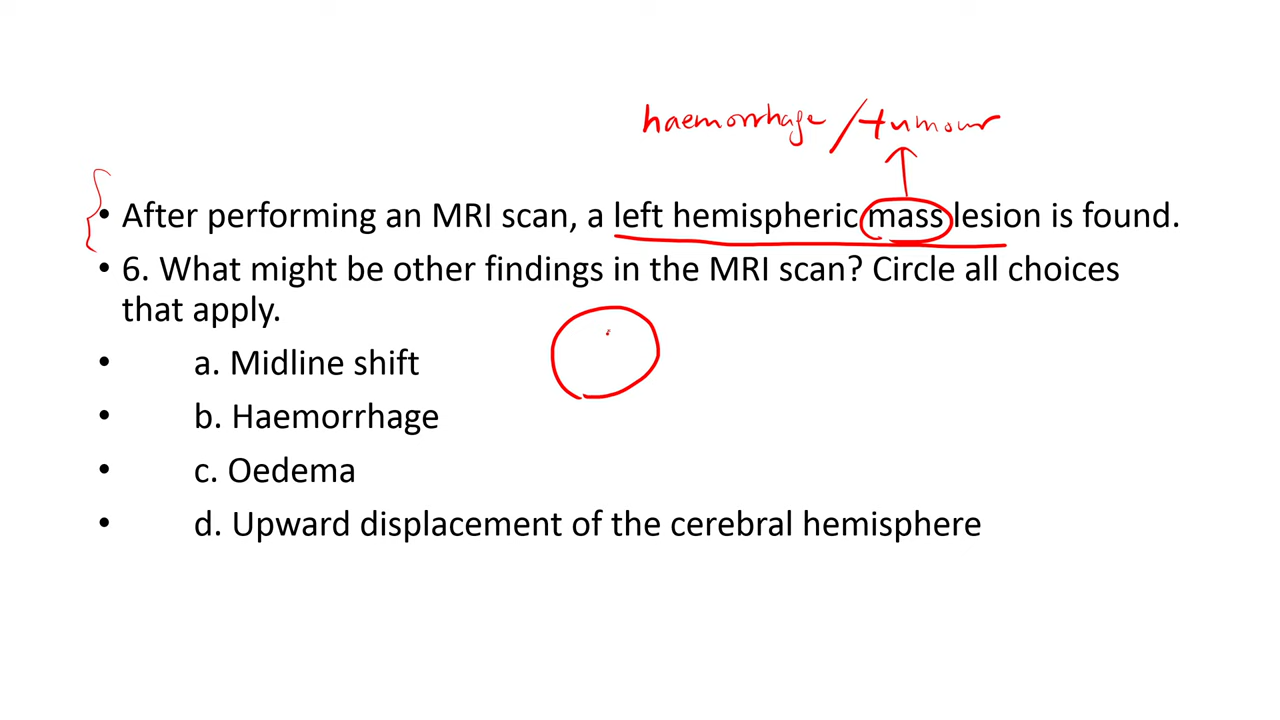 haemorrhage / tumour
• After performing an MRI scan, a left hemispheric mass lesion is found.
• 6. What might be other findings in the MRI scan? Circle all choices
that apply.
• a. Midline shift
• b. Haemorrhage
• c. Oedema
• d. Upward displacement of the cerebral hemisphere